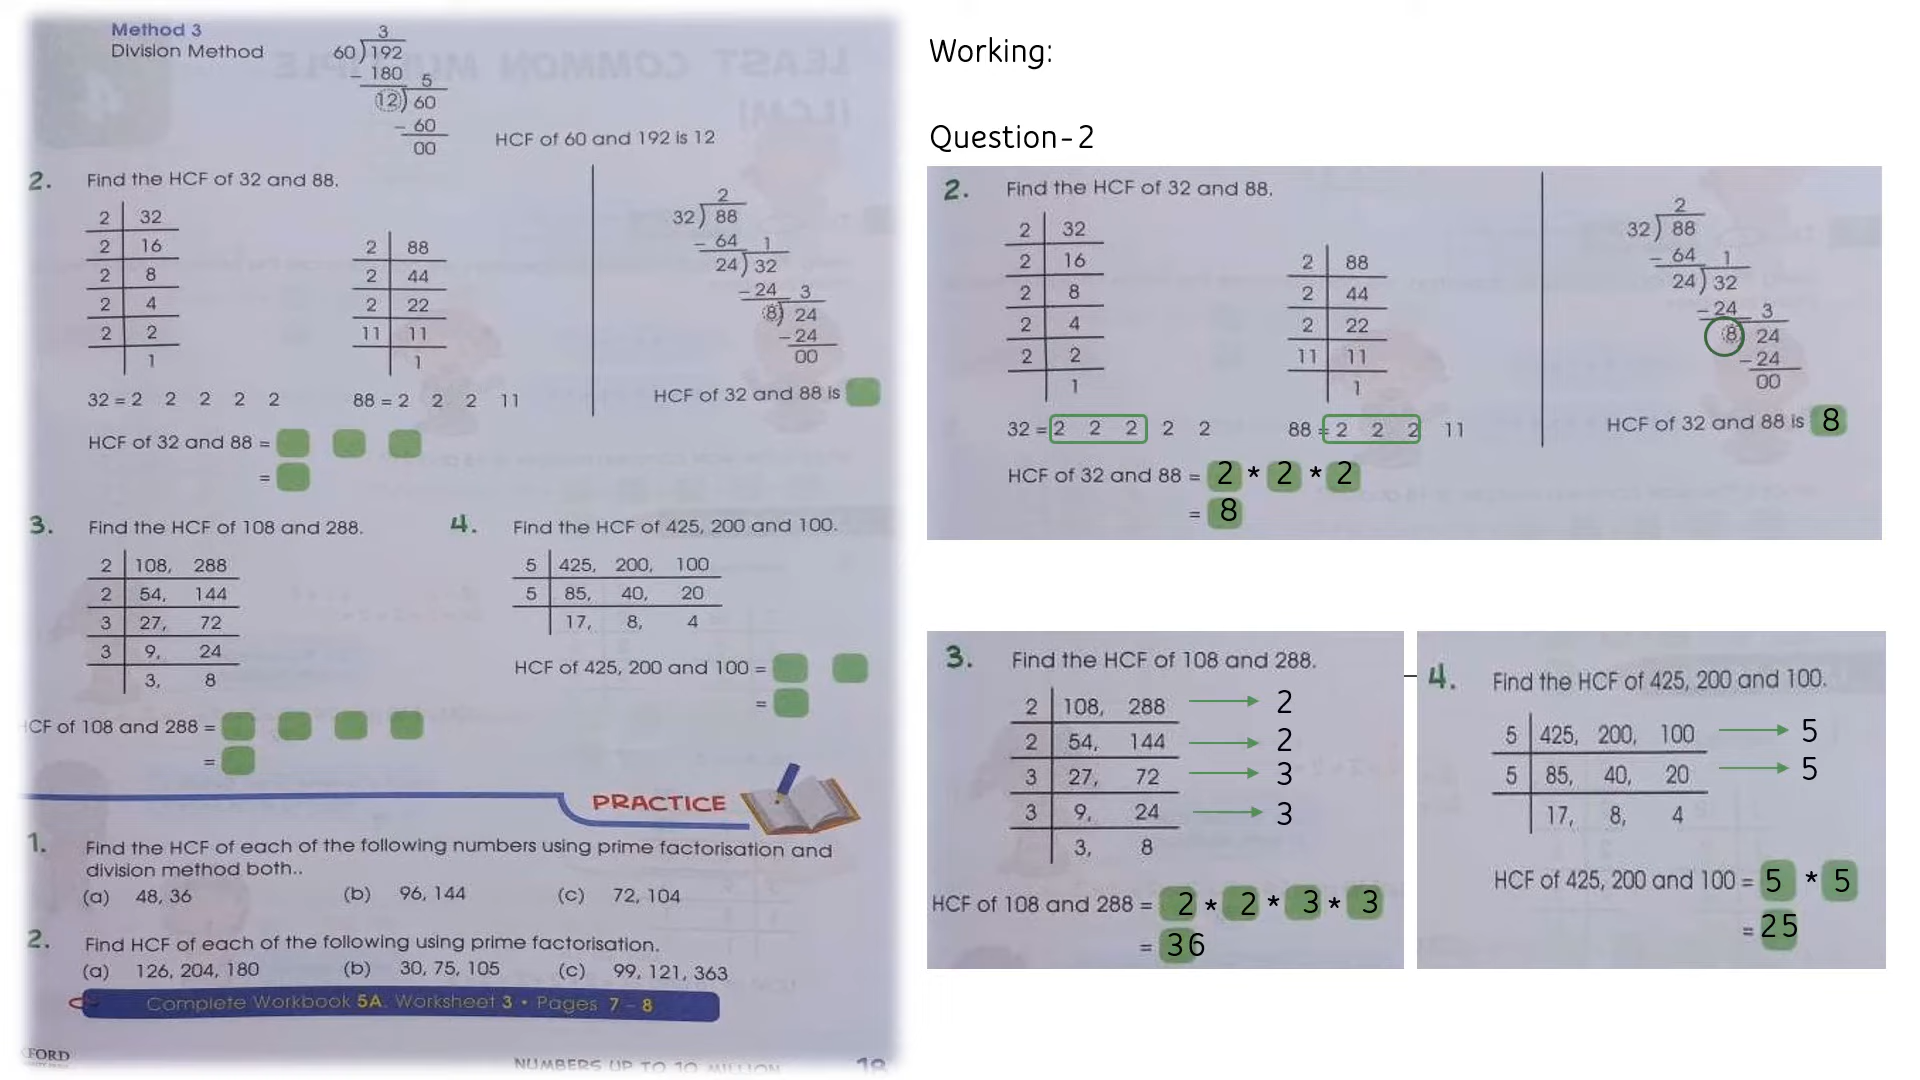 Method 3
Division Method
3
60 ) 192
- 180 5
12 ) 60
- 60
00
HCF of 60 and 192 is 12
2. Find the HCF of 32 and 88.
2 32
2 16
2 8
2 4
2 2
1
2 88
2 44
2 22
11 11
1
2
32 ) 88
- 64 1
24 ) 32
- 24 3
8 ) 24
- 24
00
32 = 2 2 2 2 2
88 = 2 2 2 11
HCF of 32 and 88 is
HCF of 32 and 88 =
=
3. Find the HCF of 108 and 288.
2 108, 288
2 54, 144
3 27, 72
3 9, 24
3, 8
CF of 108 and 288 =
=
4. Find the HCF of 425, 200 and 100.
5 425, 200, 100
5 85, 40, 20
17, 8, 4
HCF of 425, 200 and 100 =
=
PRACTICE
1. Find the HCF of each of the following numbers using prime factorisation and
division method both..
(a) 48, 36 (b) 96, 144 (c) 72, 104
2. Find HCF of each of the following using prime factorisation.
(a) 126, 204, 180 (b) 30, 75, 105 (c) 99, 121, 363
Complete Workbook 5A. Worksheet 3 • Pages 7 – 8
FORD
NUMBERS UP TO 10 MILLION
Working:
Question-2
2. Find the HCF of 32 and 88.
2 32
2 16
2 8
2 4
2 2
1
2 88
2 44
2 22
11 11
1
2
32 ) 88
- 64 1
24 ) 32
- 24 3
8 24
- 24
00
32 = 2 2 2 2 2
88 = 2 2 2 11
HCF of 32 and 88 is 8
HCF of 32 and 88 = 2 * 2 * 2
= 8
3. Find the HCF of 108 and 288.
2 108, 288 2
2 54, 144 2
3 27, 72 3
3 9, 24 3
3, 8
HCF of 108 and 288 = 2 * 2 * 3 * 3
= 36
4. Find the HCF of 425, 200 and 100.
5 425, 200, 100 5
5 85, 40, 20 5
17, 8, 4
HCF of 425, 200 and 100 = 5 * 5
= 25